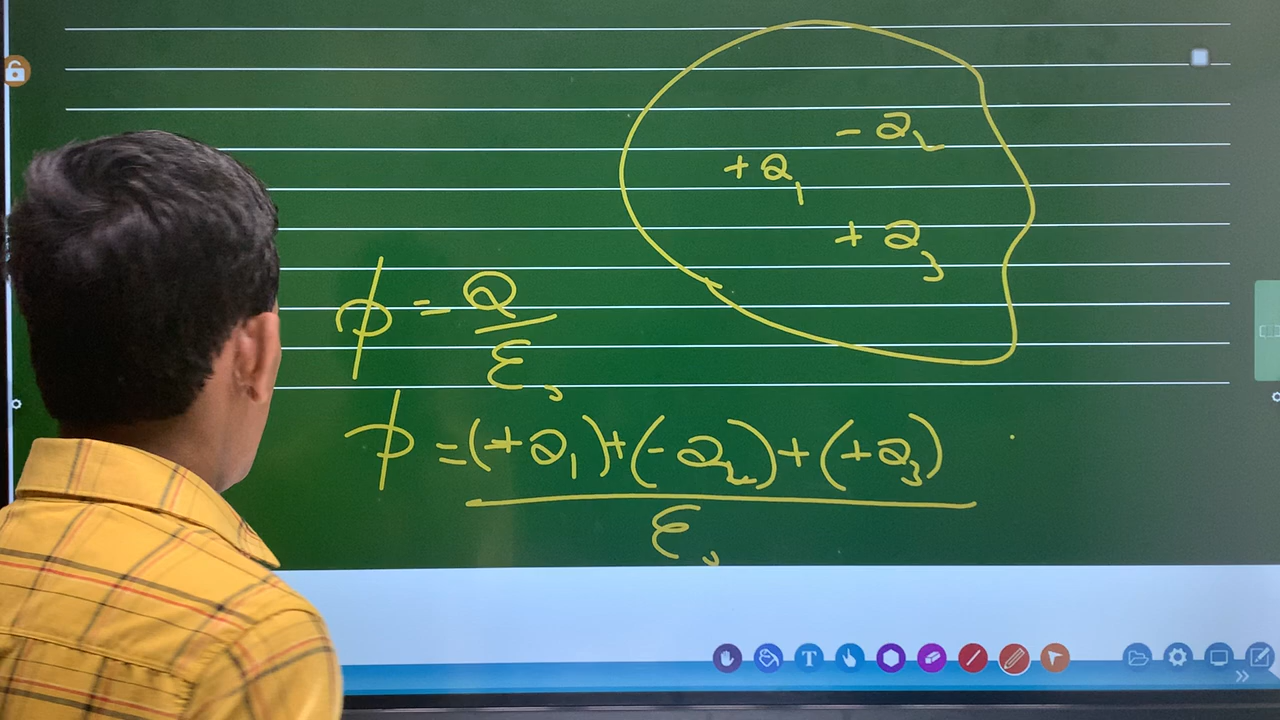 - Q₂
+ Q₁
+ Q₃
ϕ = Q / ε₀
ϕ = (+Q₁) + (-Q₂) + (+Q₃) / ε₀
T